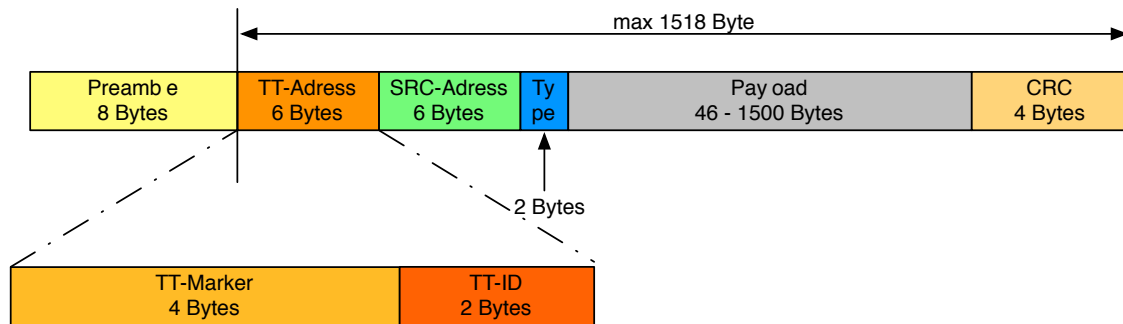 max 1518 Byte
Preamb e
8 Bytes
TT-Adress
6 Bytes
SRC-Adress
6 Bytes
Ty
pe
Pay oad
46 - 1500 Bytes
CRC
4 Bytes
2 Bytes
TT-Marker
4 Bytes
TT-ID
2 Bytes